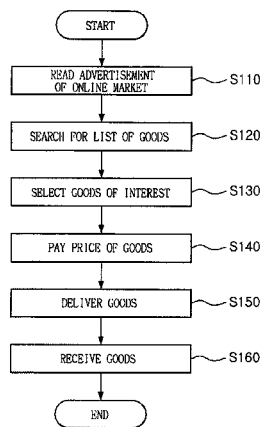 START
READ ADVERTISEMENT
OF ONLINE MARKET
S110
SEARCH FOR LIST OF GOODS
S120
SELECT GOODS OF INTEREST
S130
PAY PRICE OF GOODS
S140
DELIVER GOODS
S150
RECEIVE GOODS
S160
END